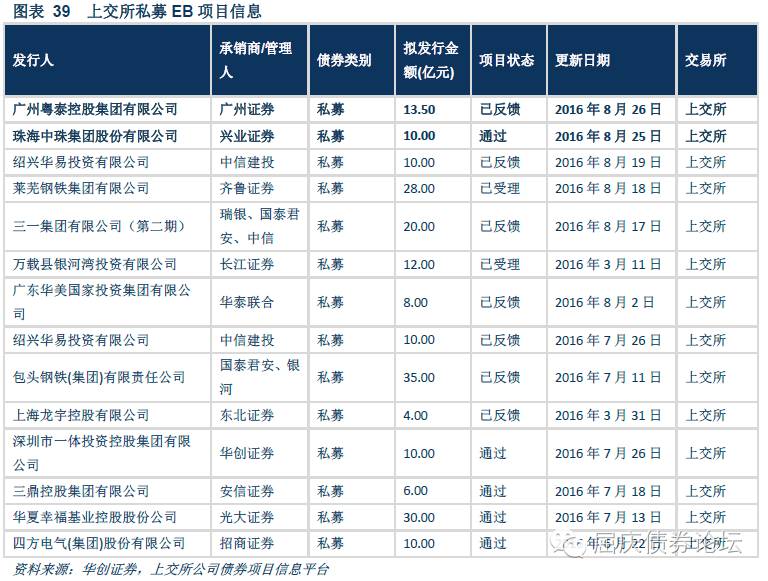 图表 39 上交所私募 EB 项目信息
发行人 承销商/管理人 债券类别 拟发行金额(亿元) 项目状态 更新日期 交易所
广州粤泰控股集团有限公司 广州证券 私募 13.50 已反馈 2016 年 8 月 26 日 上交所
珠海中珠集团股份有限公司 兴业证券 私募 10.00 通过 2016 年 8 月 25 日 上交所
绍兴华易投资有限公司 中信建投 私募 10.00 已反馈 2016 年 8 月 19 日 上交所
莱芜钢铁集团有限公司 齐鲁证券 私募 28.00 已受理 2016 年 8 月 18 日 上交所
三一集团有限公司（第二期） 瑞银、国泰君安、中信 私募 20.00 已反馈 2016 年 8 月 17 日 上交所
万载县银河湾投资有限公司 长江证券 私募 12.00 已受理 2016 年 3 月 11 日 上交所
广东华美国家投资集团有限公司 华泰联合 私募 8.00 已反馈 2016 年 8 月 2 日 上交所
绍兴华易投资有限公司 中信建投 私募 10.00 已反馈 2016 年 7 月 26 日 上交所
包头钢铁(集团)有限责任公司 国泰君安、银河 私募 35.00 已反馈 2016 年 7 月 11 日 上交所
上海龙宇控股有限公司 东北证券 私募 4.00 已反馈 2016 年 3 月 31 日 上交所
深圳市一体投资控股集团有限公司 华创证券 私募 10.00 通过 2016 年 7 月 26 日 上交所
三鼎控股集团有限公司 安信证券 私募 6.00 通过 2016 年 7 月 18 日 上交所
华夏幸福基业控股股份公司 光大证券 私募 30.00 通过 2016 年 7 月 13 日 上交所
四方电气(集团)股份有限公司 招商证券 私募 10.00 通过 2016 年 6 月 22 日 上交所
屈庆债券论坛
资料来源：华创证券，上交所公司债券项目信息平台